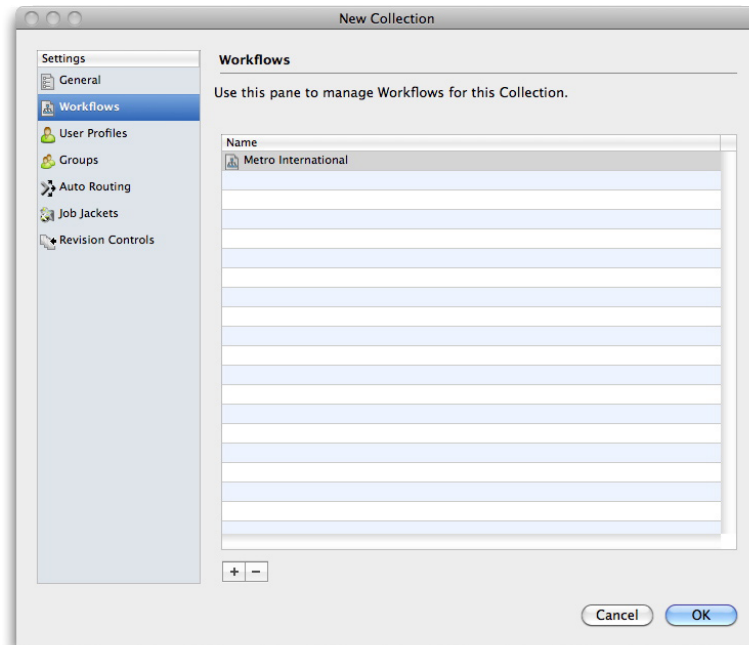 New Collection
Settings
General
Workflows
User Profiles
Groups
Auto Routing
Job Jackets
Revision Controls
Workflows
Use this pane to manage Workflows for this Collection.
Name
Metro International
+ −
Cancel OK